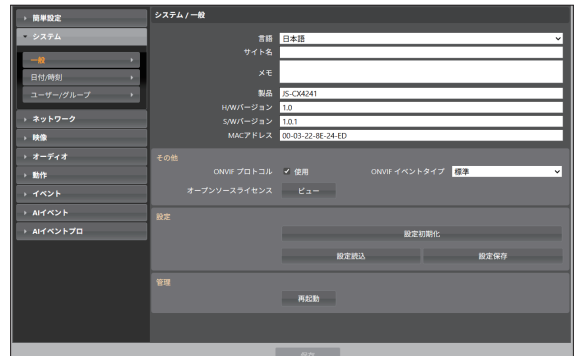 簡単設定
システム
一般
日付/時刻
ユーザー/グループ
ネットワーク
映像
オーディオ
動作
イベント
AIイベント
AIイベントプロ
システム / 一般
言語 日本語
サイト名
メモ
製品 JS-CX4241
H/Wバージョン 1.0
S/Wバージョン 1.0.1
MACアドレス 00-03-22-8E-24-ED
その他
ONVIF プロトコル 使用 ONVIF イベントタイプ 標準
オープンソースライセンス ビュー
設定
設定初期化
設定読込 設定保存
管理
再起動
保存